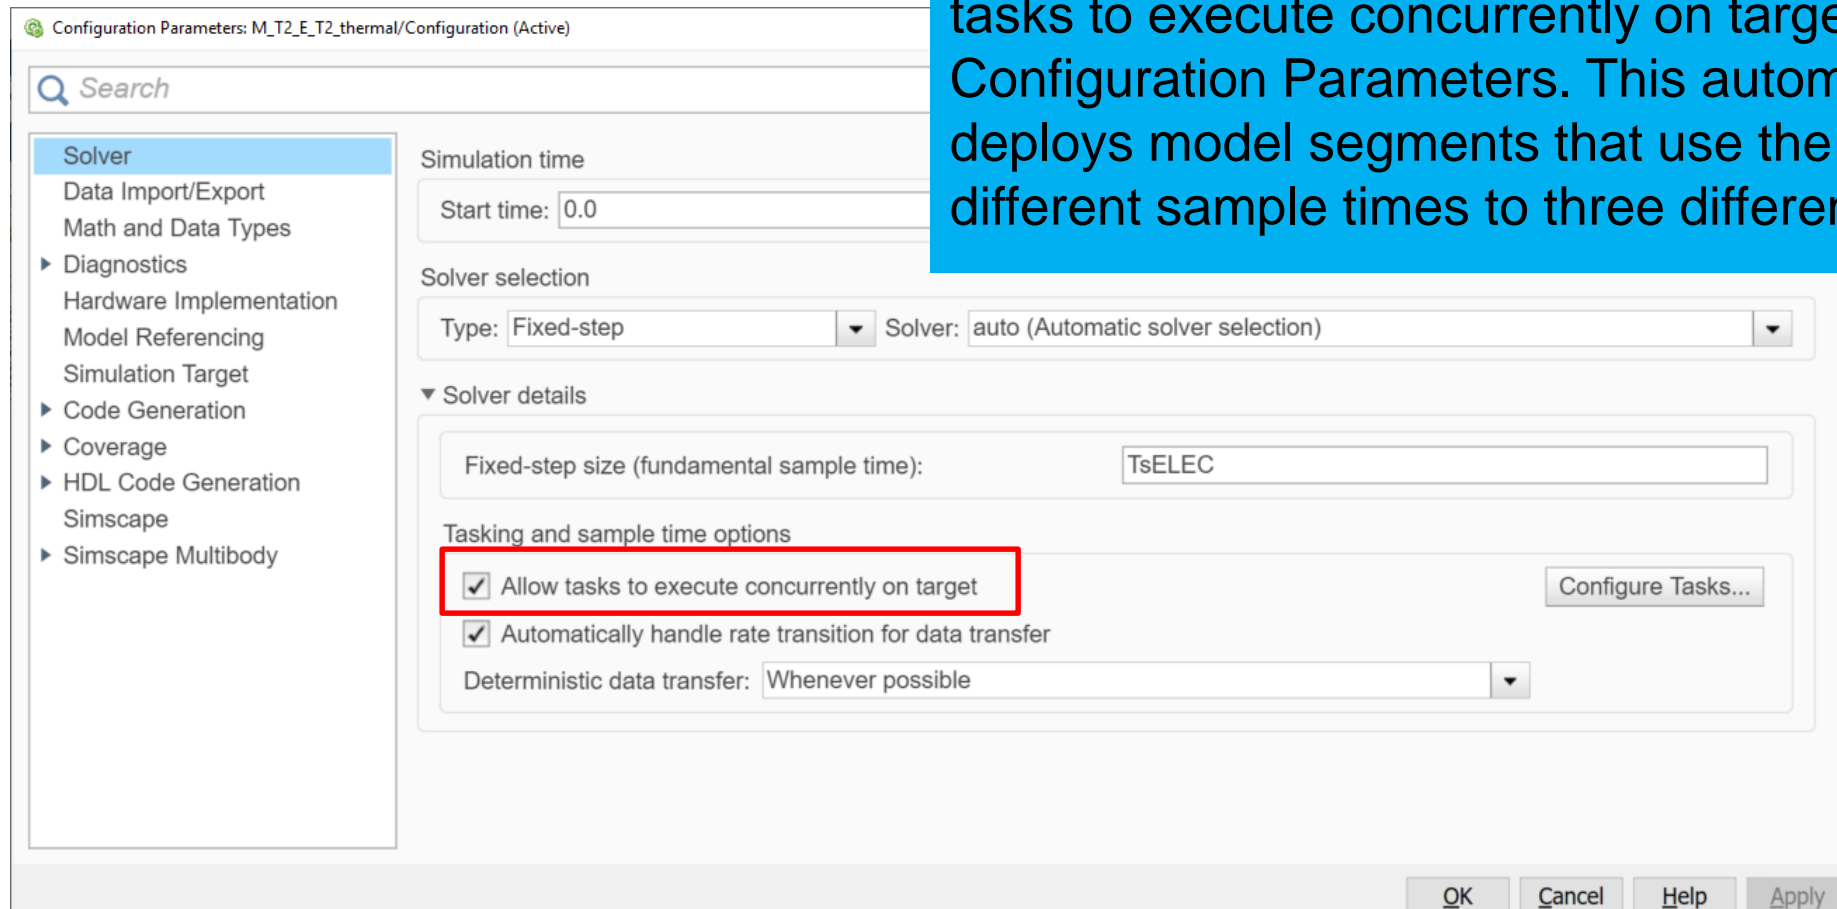 Configuration Parameters: M_T2_E_T2_thermal/Configuration (Active)
tasks to execute concurrently on
Configuration Parameters. This
deploys model segments that use the
different sample times to three
Search
Solver
Data Import/Export
Math and Data Types
Diagnostics
Hardware Implementation
Model Referencing
Simulation Target
Code Generation
Coverage
HDL Code Generation
Simscape
Simscape Multibody
Simulation time
Start time: 0.0
Solver selection
Type: Fixed-step Solver: auto (Automatic solver selection)
Solver details
Fixed-step size (fundamental sample time): TsELEC
Tasking and sample time options
Allow tasks to execute concurrently on target Configure Tasks...
Automatically handle rate transition for data transfer
Deterministic data transfer: Whenever possible
OK Cancel Help Apply